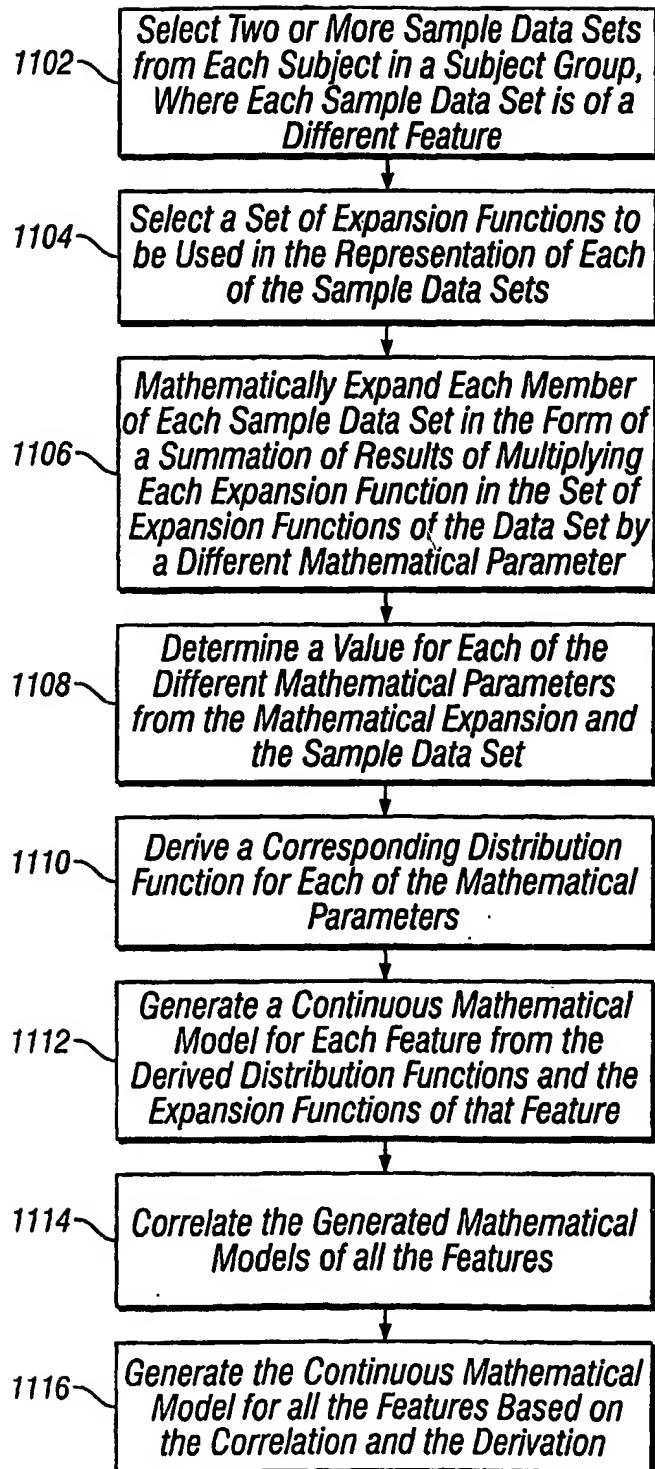 1102
Select Two or More Sample Data Sets
from Each Subject in a Subject Group,
Where Each Sample Data Set is of a
Different Feature
1104
Select a Set of Expansion Functions to
be Used in the Representation of Each
of the Sample Data Sets
1106
Mathematically Expand Each Member
of Each Sample Data Set in the Form of
a Summation of Results of Multiplying
Each Expansion Function in the Set of
Expansion Functions of the Data Set by
a Different Mathematical Parameter
1108
Determine a Value for Each of the
Different Mathematical Parameters
from the Mathematical Expansion and
the Sample Data Set
1110
Derive a Corresponding Distribution
Function for Each of the Mathematical
Parameters
1112
Generate a Continuous Mathematical
Model for Each Feature from the
Derived Distribution Functions and the
Expansion Functions of that Feature
1114
Correlate the Generated Mathematical
Models of all the Features
1116
Generate the Continuous Mathematical
Model for all the Features Based on
the Correlation and the Derivation